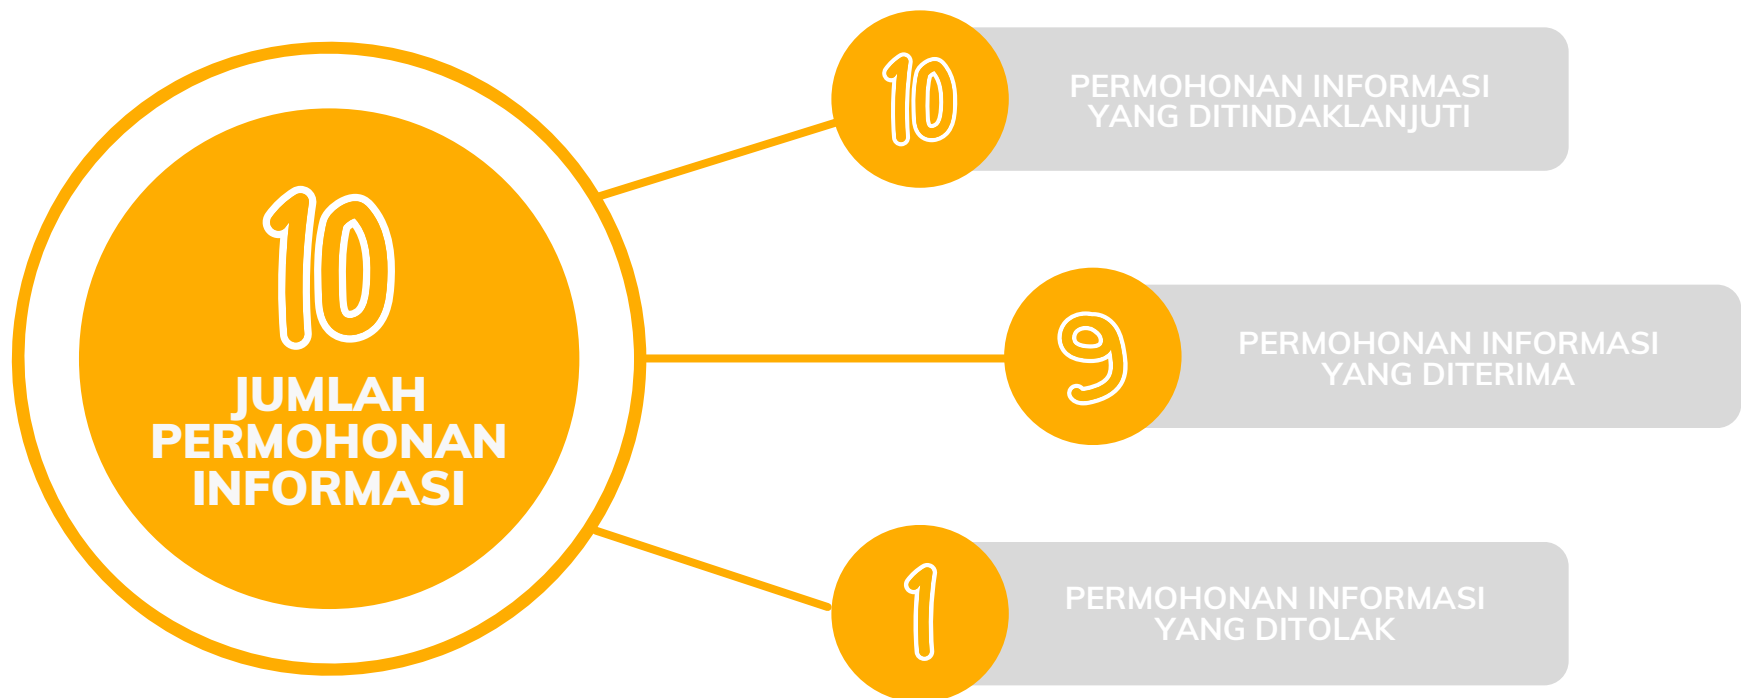 10
JUMLAH
PERMOHONAN
INFORMASI
10
PERMOHONAN INFORMASI
YANG DITINDAKLANJUTI
9
PERMOHONAN INFORMASI
YANG DITERIMA
1
PERMOHONAN INFORMASI
YANG DITOLAK